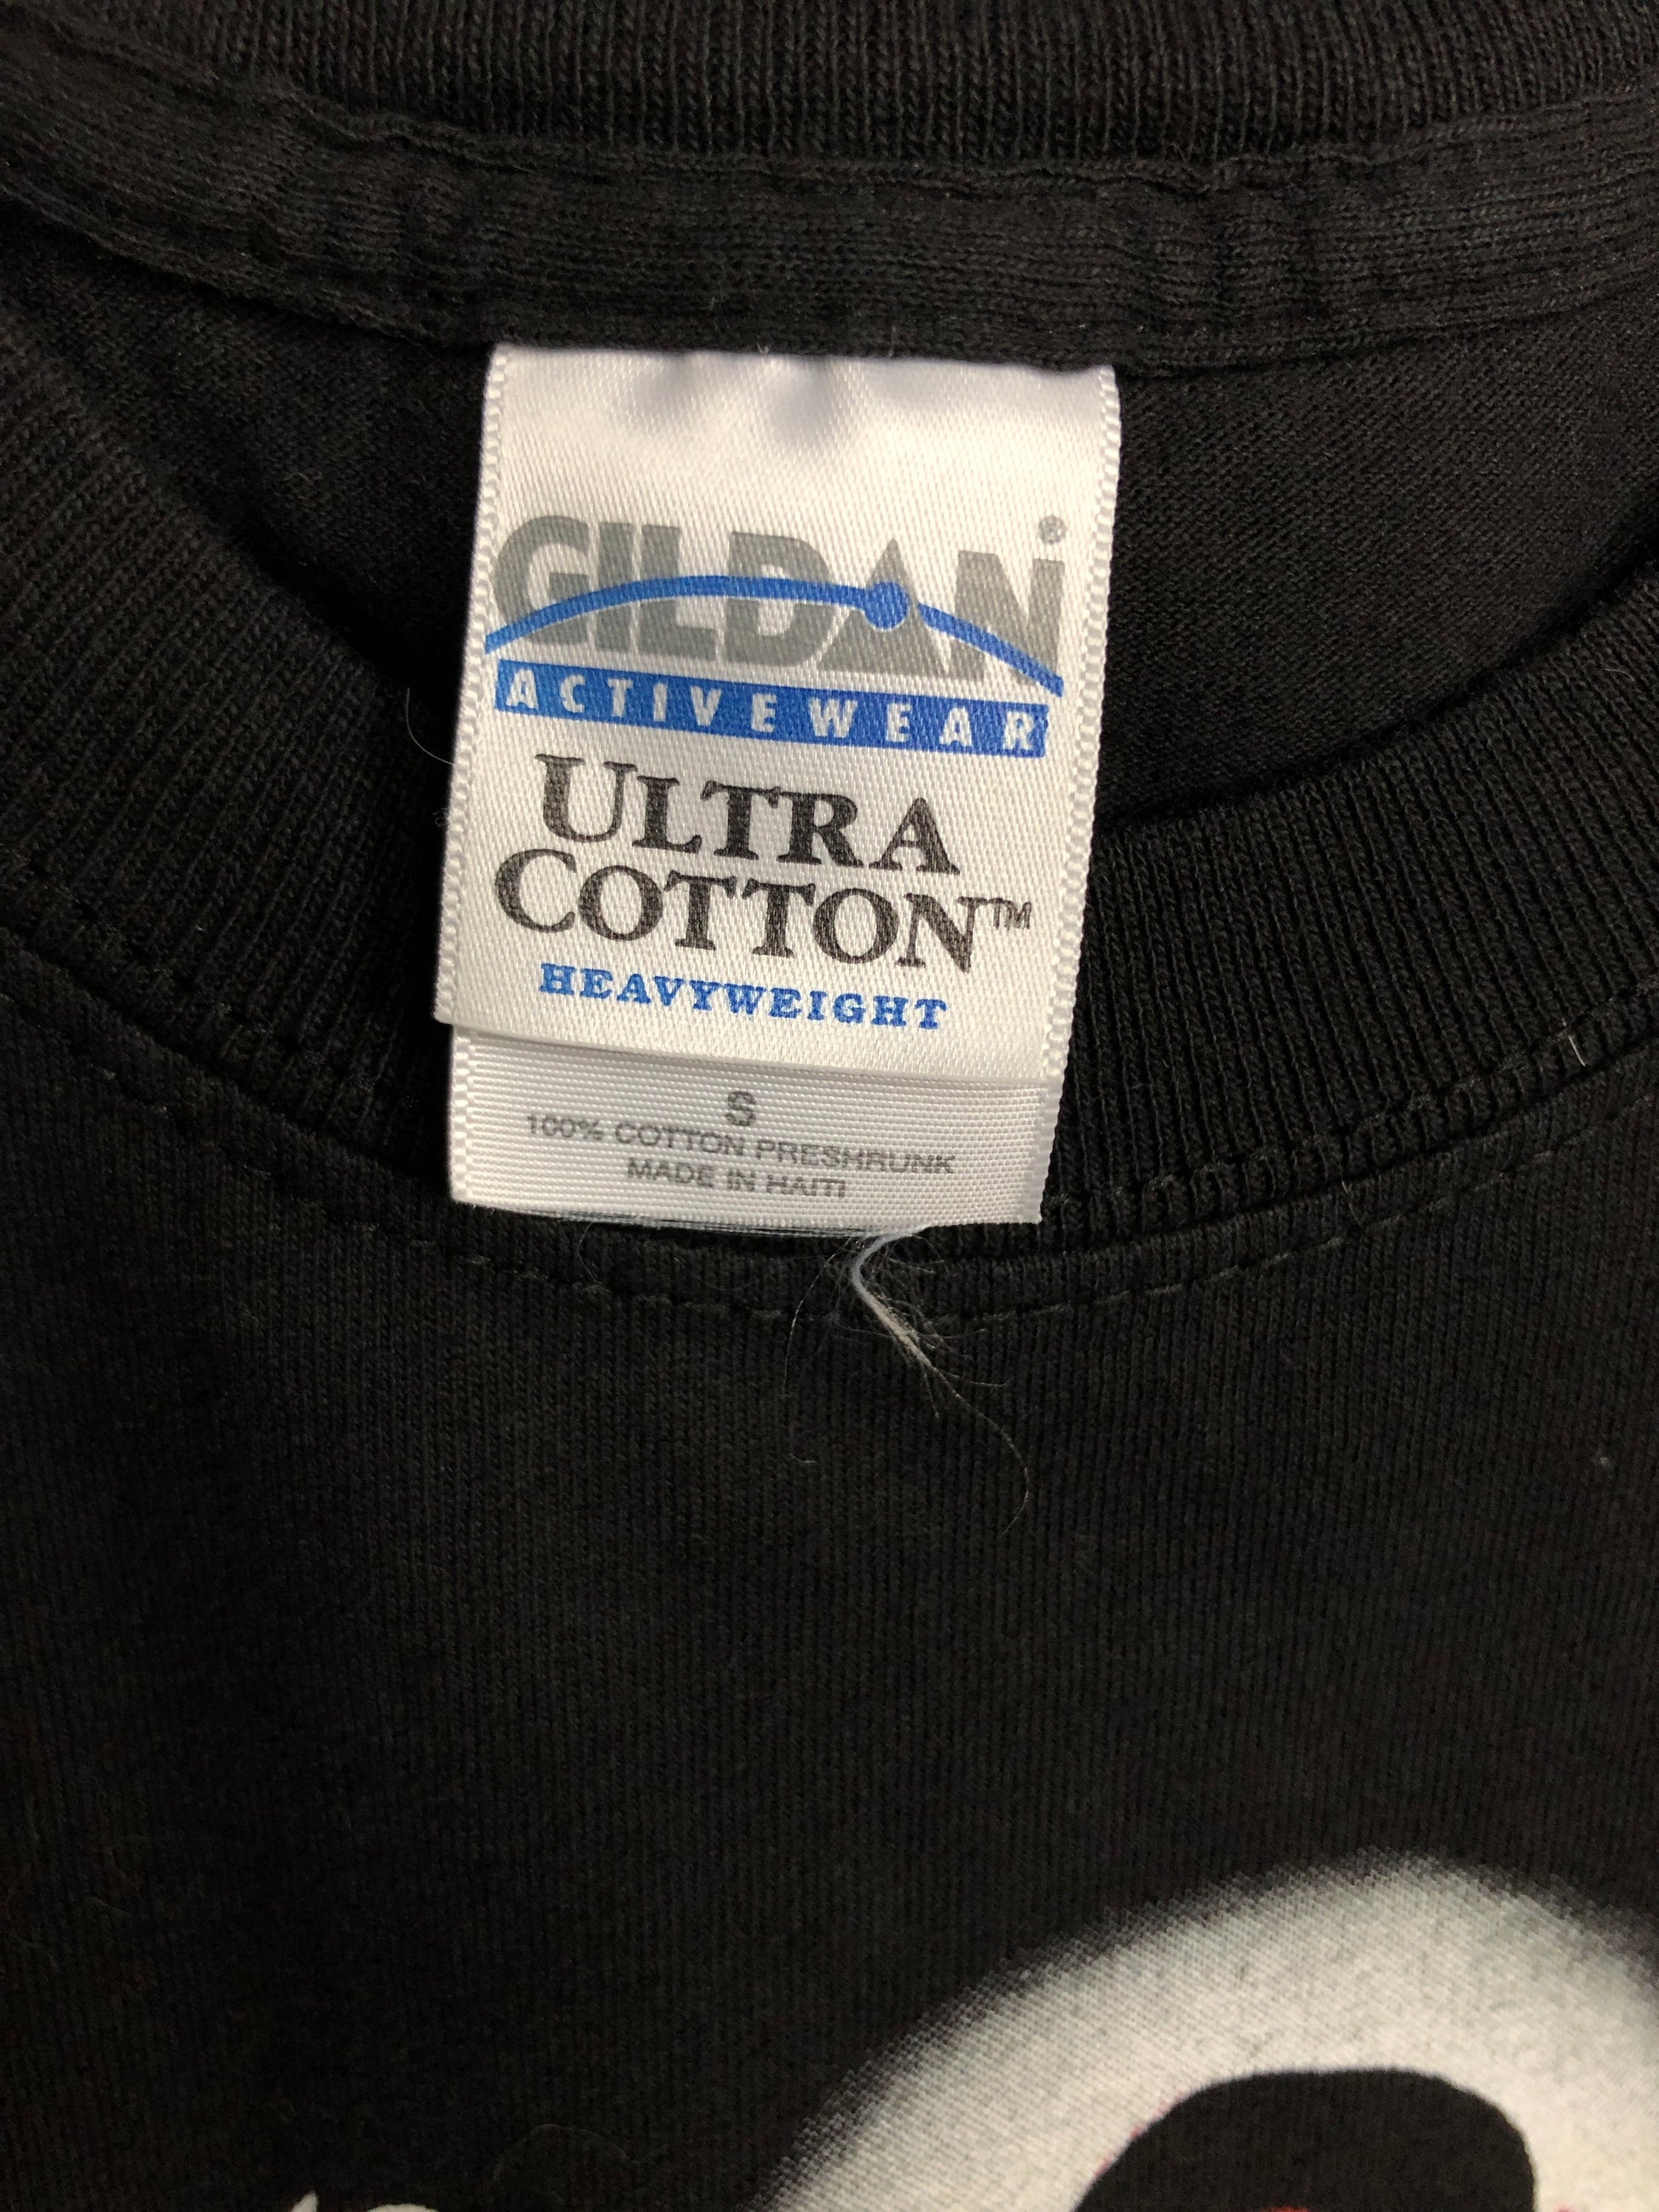 GILDAN®
ACTIVEWEAR
ULTRA
COTTON™
HEAVYWEIGHT
S
100% COTTON PRESHRUNK
MADE IN HAITI